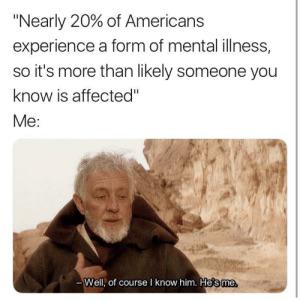 "Nearly 20% of Americans
experience a form of mental illness,
so it's more than likely someone you
know is affected"
Me:
– Well, of course I know him. He's me.